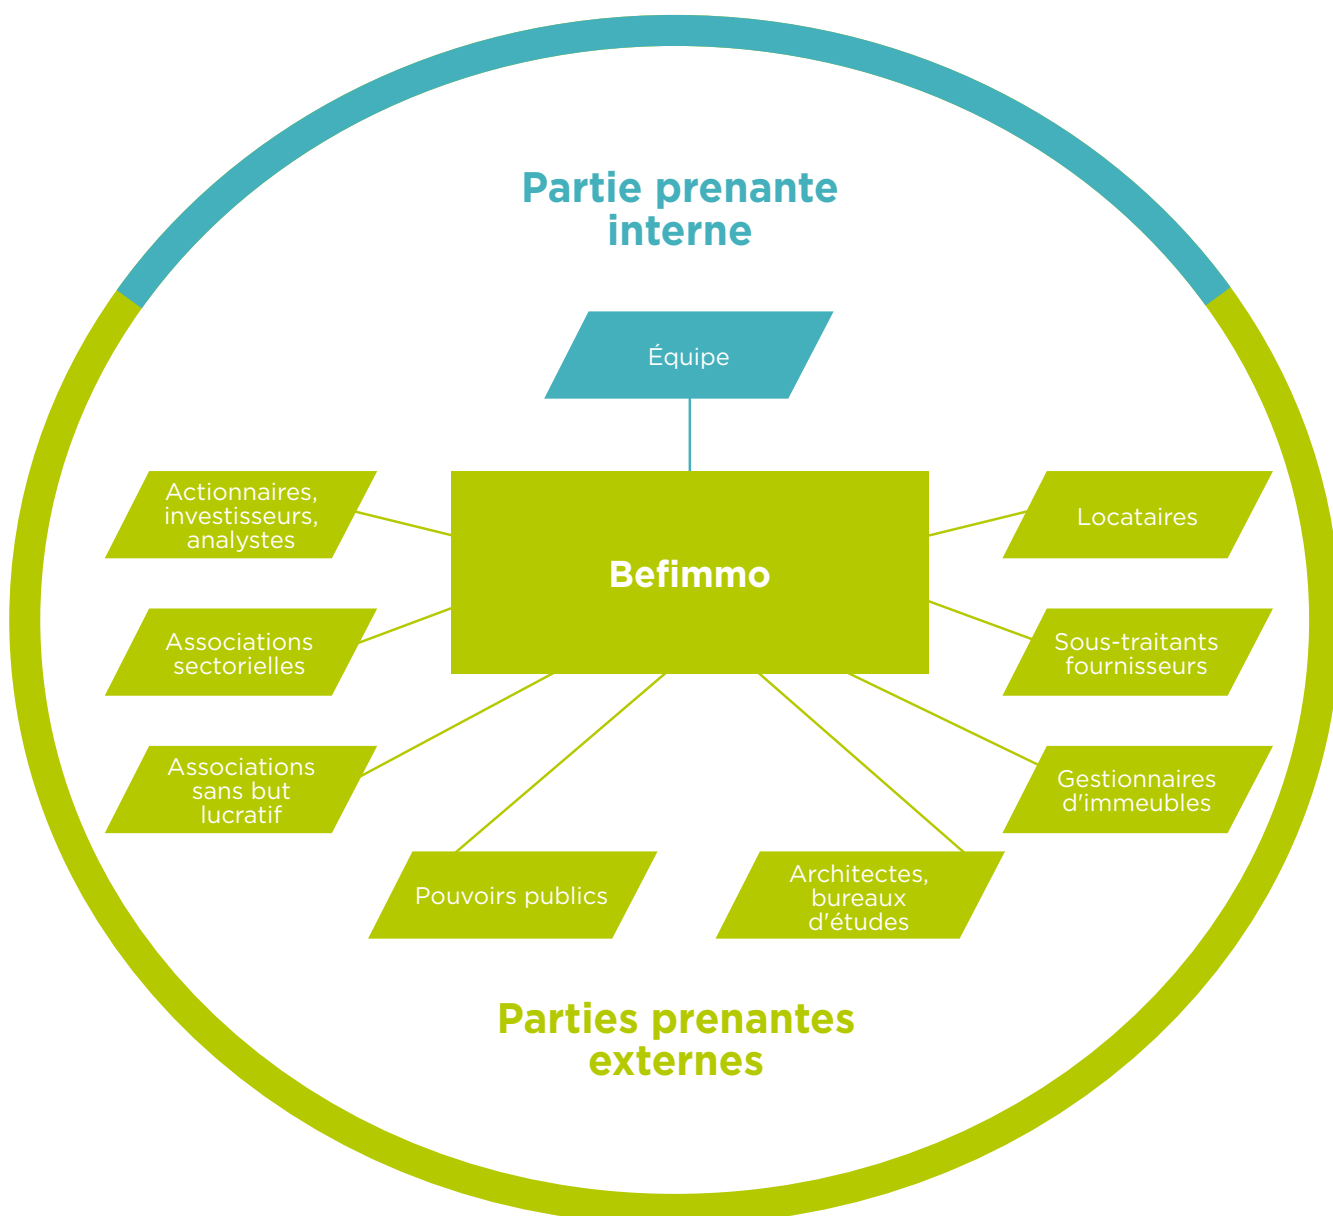 Partie prenante
interne
Équipe
Actionnaires,
investisseurs,
analystes
Locataires
Befimmo
Associations
sectorielles
Sous-traitants
fournisseurs
Associations
sans but
lucratif
Gestionnaires
d'immeubles
Pouvoirs publics
Architectes,
bureaux
d'études
Parties prenantes
externes